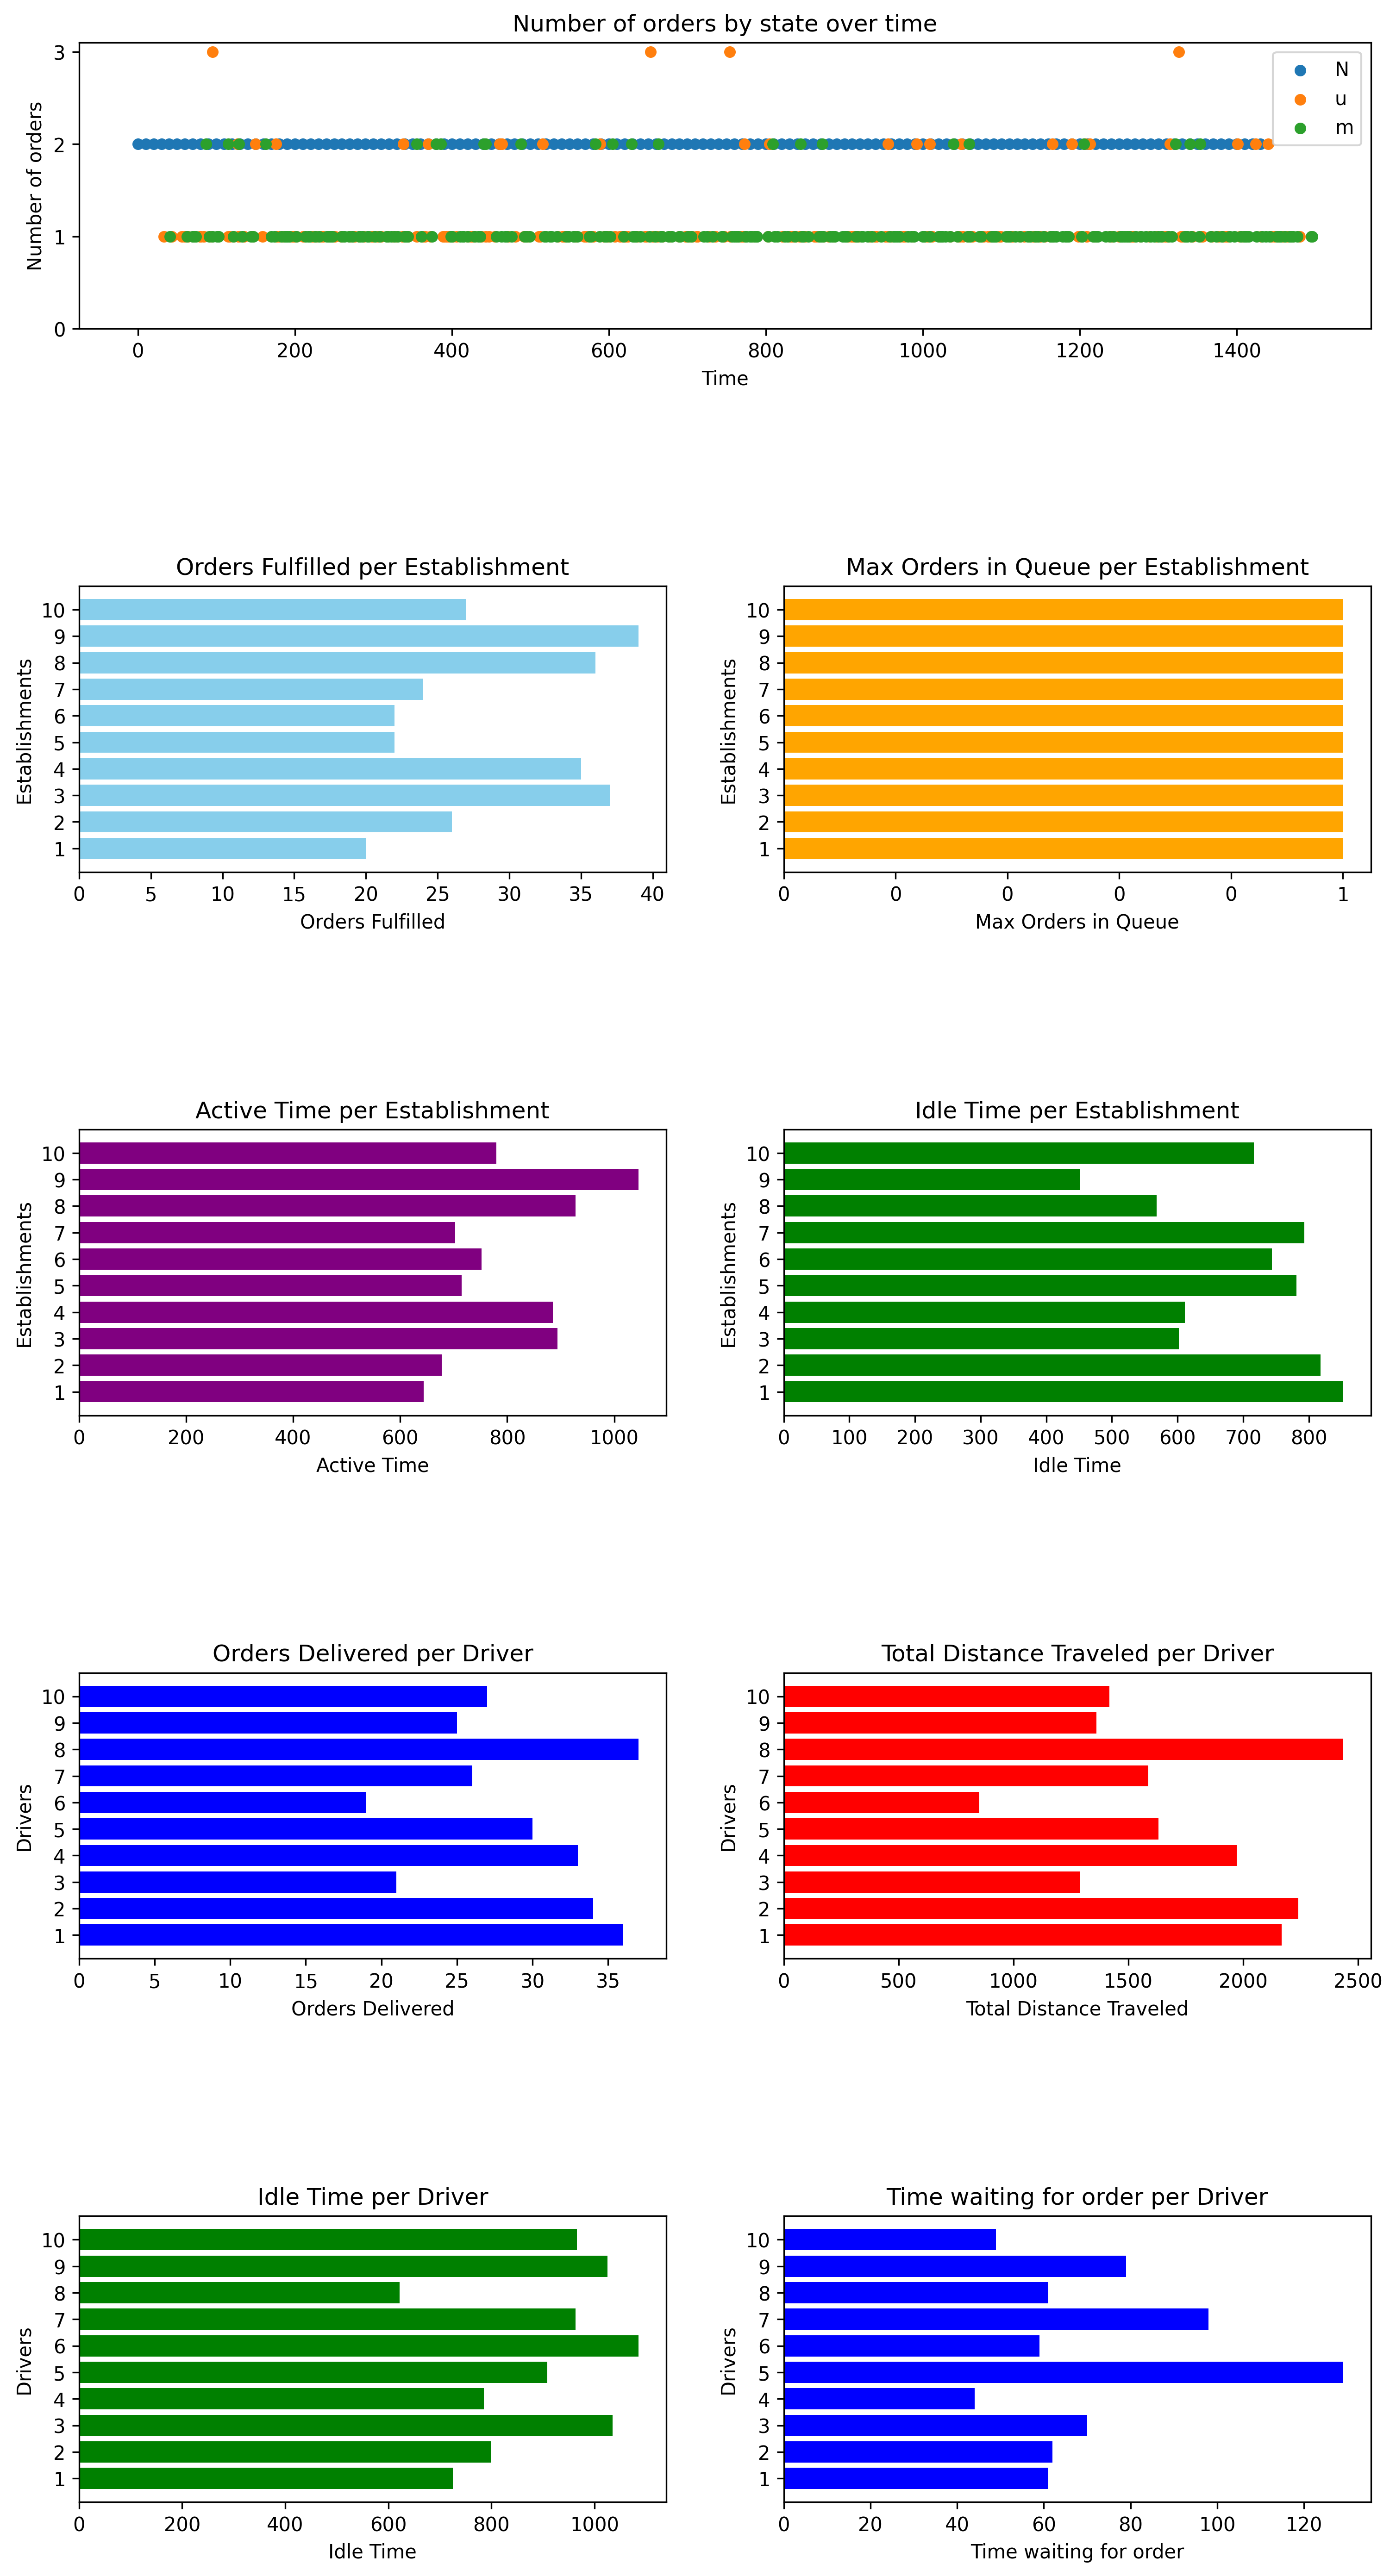 Number of orders by state over time
Number of orders
3
2
1
0
N
u
m
0 200 400 600 800 1000 1200 1400
Time
Orders Fulfilled per Establishment
Establishments
10
9
8
7
6
5
4
3
2
1
0 5 10 15 20 25 30 35 40
Orders Fulfilled
Max Orders in Queue per Establishment
Establishments
10
9
8
7
6
5
4
3
2
1
0 0 0 0 0 1
Max Orders in Queue
Active Time per Establishment
Establishments
10
9
8
7
6
5
4
3
2
1
0 200 400 600 800 1000
Active Time
Idle Time per Establishment
Establishments
10
9
8
7
6
5
4
3
2
1
0 100 200 300 400 500 600 700 800
Idle Time
Orders Delivered per Driver
Drivers
10
9
8
7
6
5
4
3
2
1
0 5 10 15 20 25 30 35
Orders Delivered
Total Distance Traveled per Driver
Drivers
10
9
8
7
6
5
4
3
2
1
0 500 1000 1500 2000 2500
Total Distance Traveled
Idle Time per Driver
Drivers
10
9
8
7
6
5
4
3
2
1
0 200 400 600 800 1000
Idle Time
Time waiting for order per Driver
Drivers
10
9
8
7
6
5
4
3
2
1
0 20 40 60 80 100 120
Time waiting for order